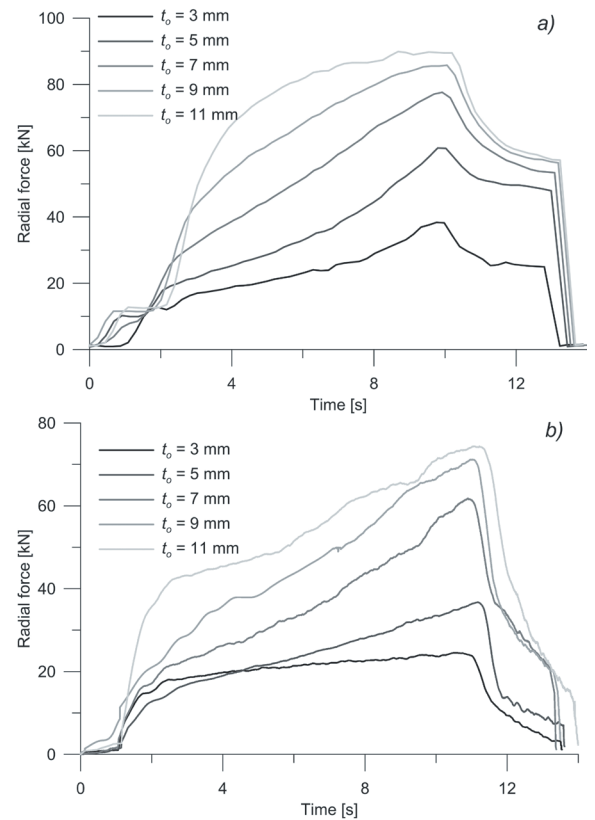 a)
t_o = 3 mm
t_o = 5 mm
t_o = 7 mm
t_o = 9 mm
t_o = 11 mm
Radial force [kN]
100
80
60
40
20
0
0 4 8 12
Time [s]
b)
t_o = 3 mm
t_o = 5 mm
t_o = 7 mm
t_o = 9 mm
t_o = 11 mm
Radial force [kN]
80
60
40
20
0
0 4 8 12
Time [s]